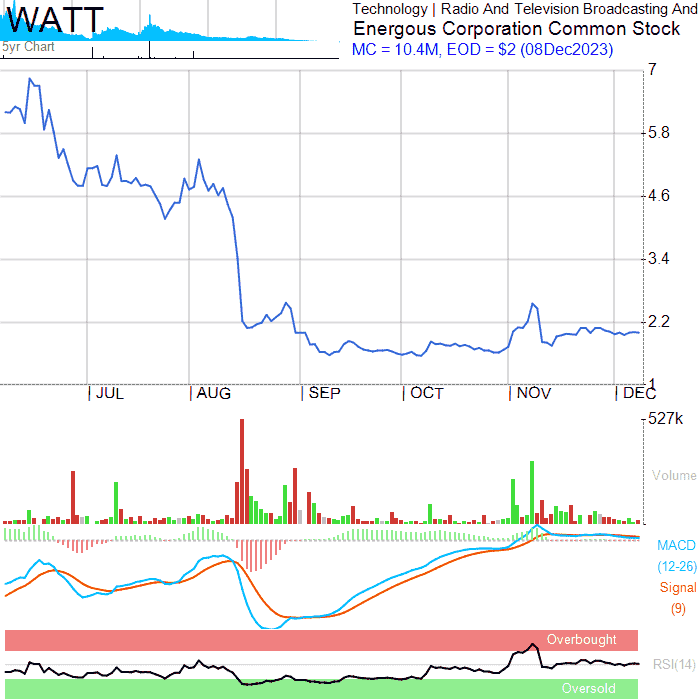 WATT
Technology | Radio And Television Broadcasting And
Energous Corporation Common Stock
5yr Chart
MC = 10.4M, EOD = $2 (08Dec2023)
7
5.8
4.6
3.4
2.2
1
JUL
AUG
SEP
OCT
NOV
DEC
527k
Volume
MACD
(12-26)
Signal
(9)
Overbought
RSI(14)
Oversold